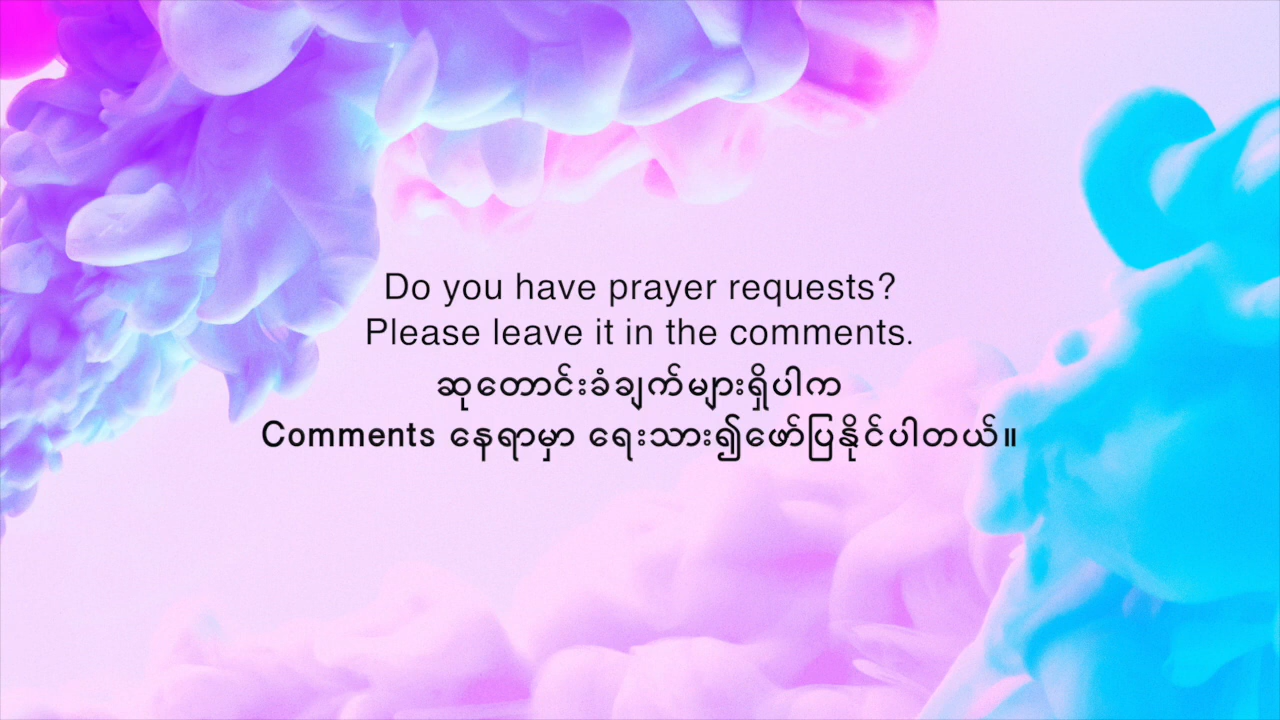 Do you have prayer requests?
Please leave it in the comments.
ဆုတောင်းခံချက်များရှိပါက
Comments နေရာမှာ ရေးသား၍ဖော်ပြနိုင်ပါတယ်။